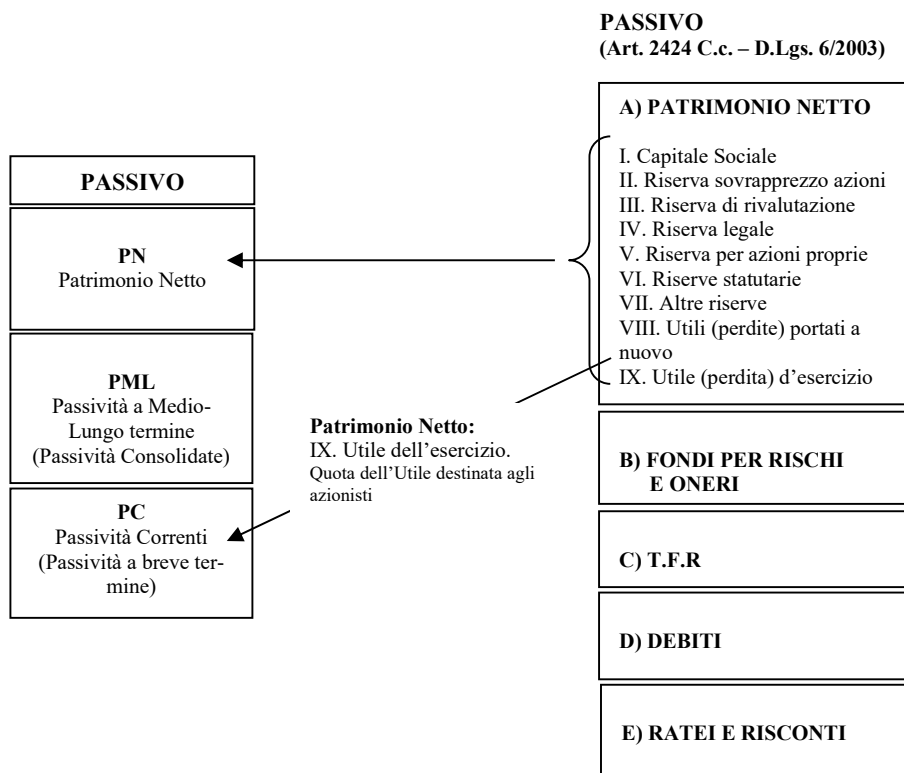 PASSIVO
(Art. 2424 C.c. – D.Lgs. 6/2003)
A) PATRIMONIO NETTO
I. Capitale Sociale
II. Riserva sovrapprezzo azioni
III. Riserva di rivalutazione
IV. Riserva legale
V. Riserva per azioni proprie
VI. Riserve statutarie
VII. Altre riserve
VIII. Utili (perdite) portati a
nuovo
IX. Utile (perdita) d’esercizio
B) FONDI PER RISCHI
E ONERI
C) T.F.R
D) DEBITI
E) RATEI E RISCONTI
PASSIVO
PN
Patrimonio Netto
PML
Passività a Medio-
Lungo termine
(Passività Consolidate)
PC
Passività Correnti
(Passività a breve ter-
mine)
Patrimonio Netto:
IX. Utile dell’esercizio.
Quota dell’Utile destinata agli
azionisti